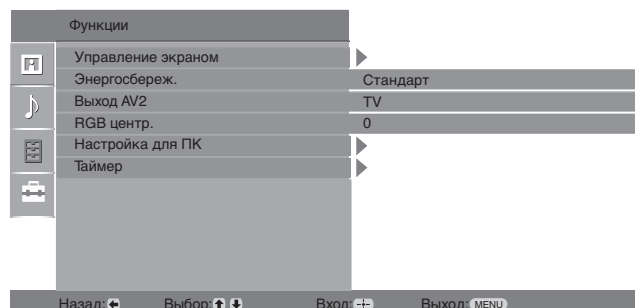 Функции
Управление экраном
Энергосбереж. Стандарт
Выход AV2 TV
RGB центр. 0
Настройка для ПК
Таймер
Назад: Выбор: Вход: Выход: MENU